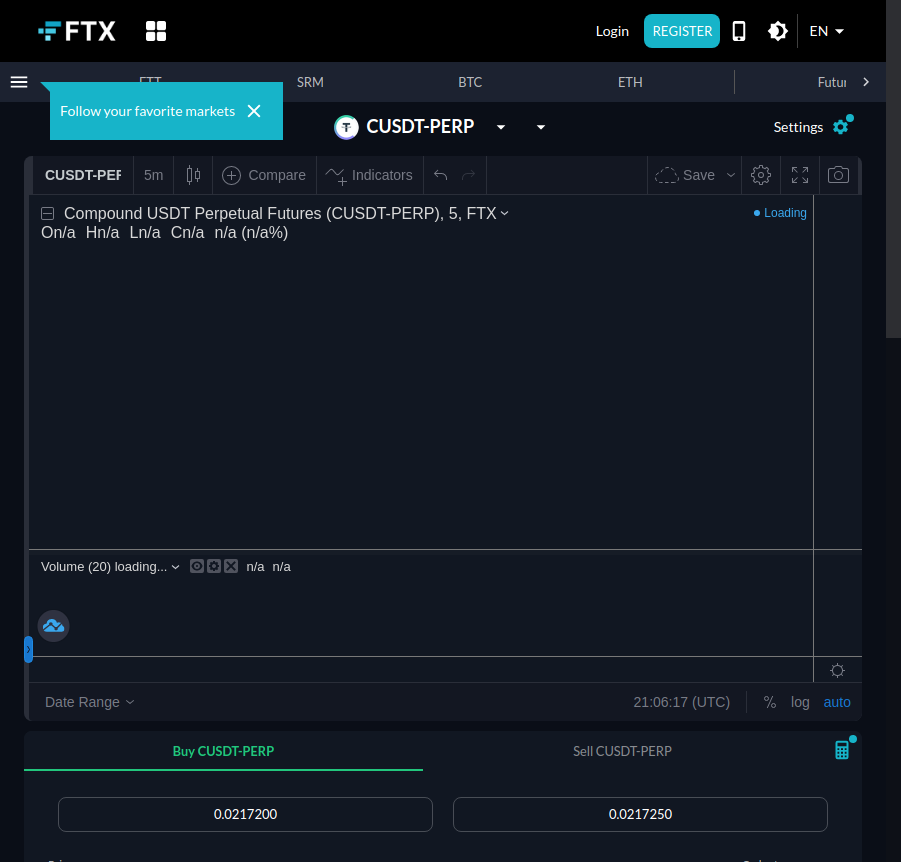 FTX
Login
REGISTER
EN
FTT
SRM
BTC
ETH
Futur
Follow your favorite markets
CUSDT-PERP
Settings
CUSDT-PER
5m
Compare
Indicators
Save
Compound USDT Perpetual Futures (CUSDT-PERP), 5, FTX
Loading
On/a Hn/a Ln/a Cn/a n/a (n/a%)
Volume (20) loading...
n/a n/a
Date Range
21:06:17 (UTC)
%
log
auto
Buy CUSDT-PERP
Sell CUSDT-PERP
0.0217200
0.0217250